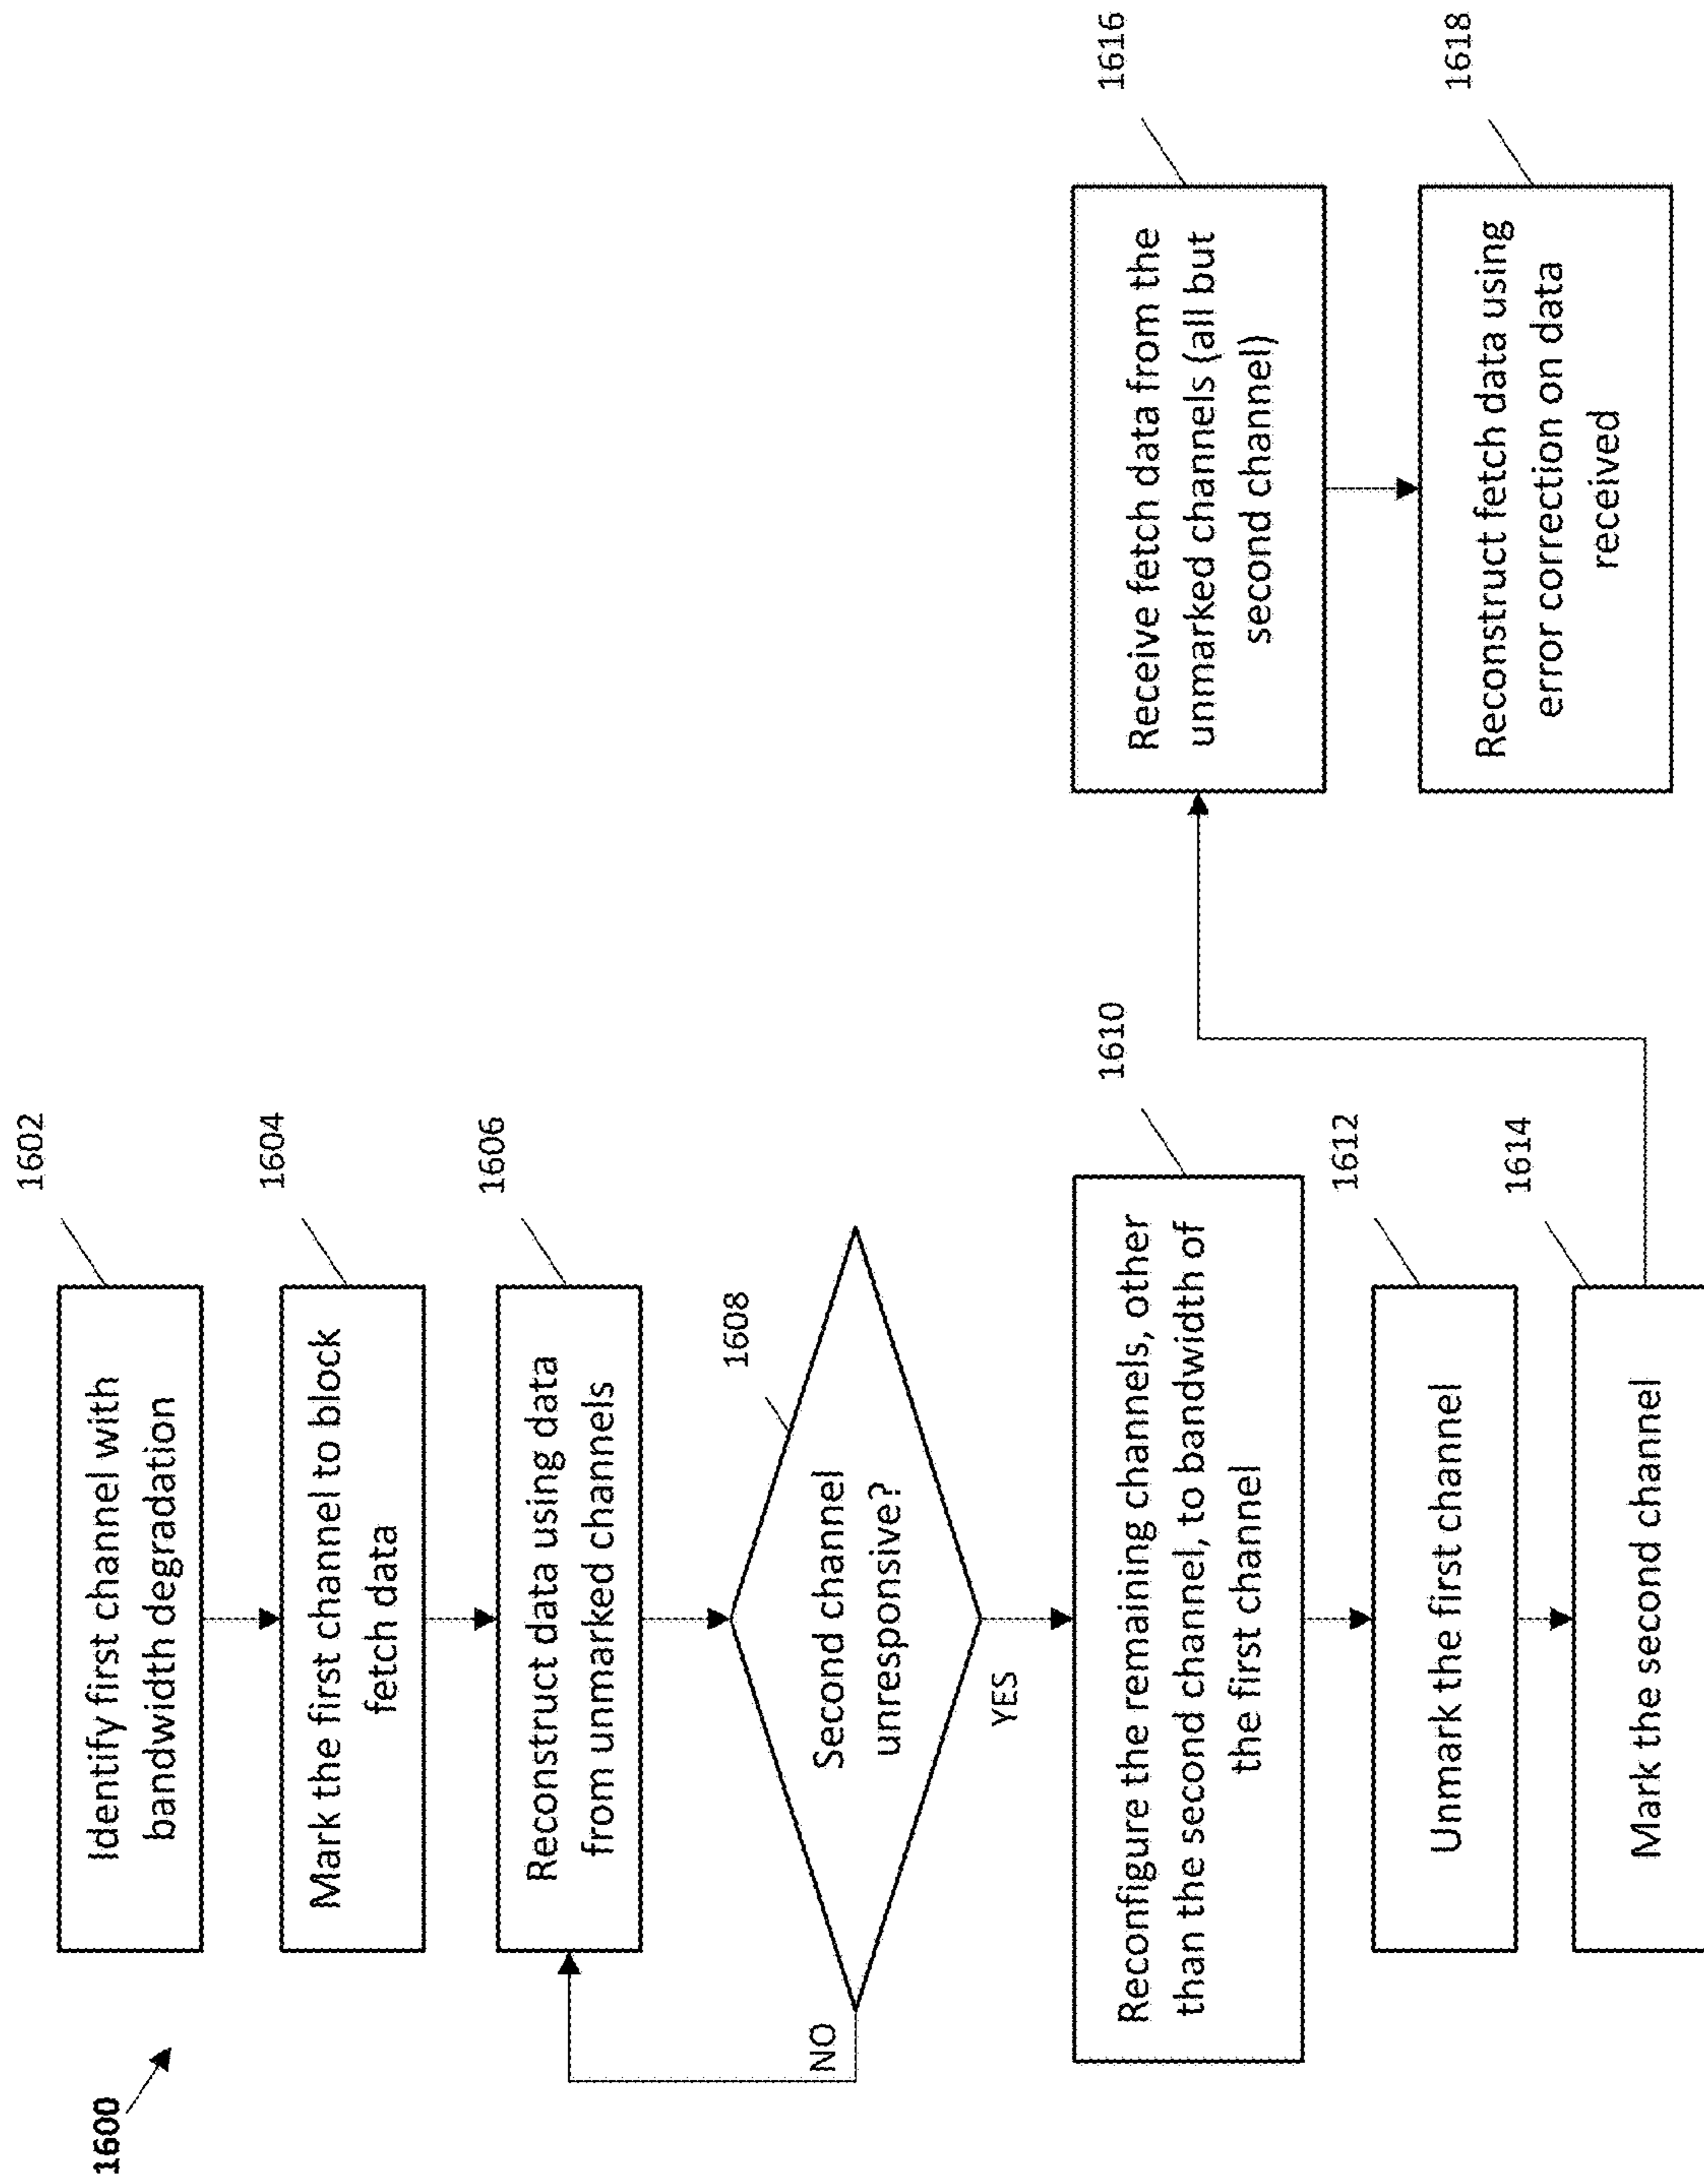 1600
1602
Identify first channel with
bandwidth degradation
1604
Mark the first channel to block
fetch data
1606
Reconstruct data using data
from unmarked channels
1608
Second channel
unresponsive?
NO
YES
1610
Reconfigure the remaining channels, other
than the second channel, to bandwidth of
the first channel
1612
Unmark the first channel
1614
Mark the second channel
1616
Receive fetch data from the
unmarked channels (all but
second channel)
1618
Reconstruct fetch data using
error correction on data
received